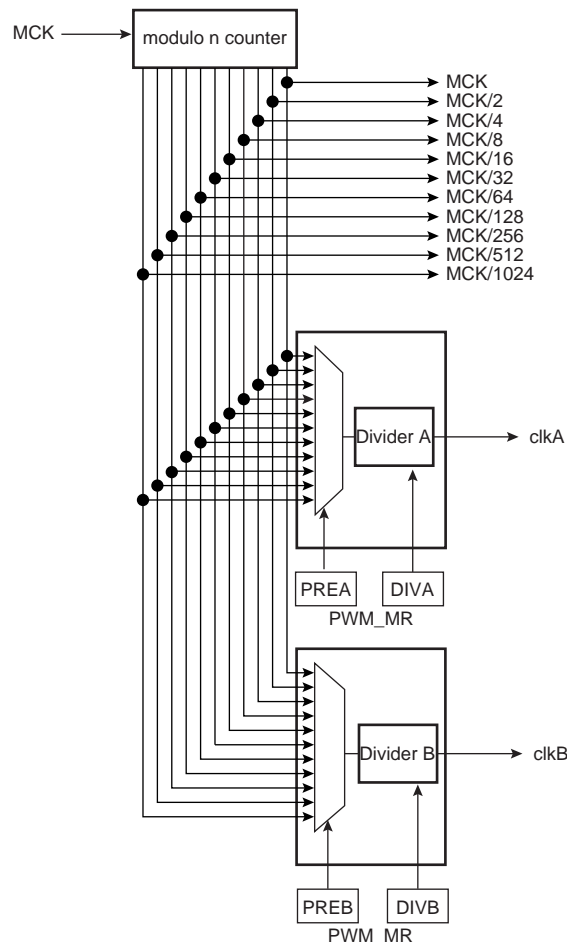 MCK
modulo n counter
MCK
MCK/2
MCK/4
MCK/8
MCK/16
MCK/32
MCK/64
MCK/128
MCK/256
MCK/512
MCK/1024
Divider A
clkA
PREA
DIVA
PWM_MR
Divider B
clkB
PREB
DIVB
PWM_MR